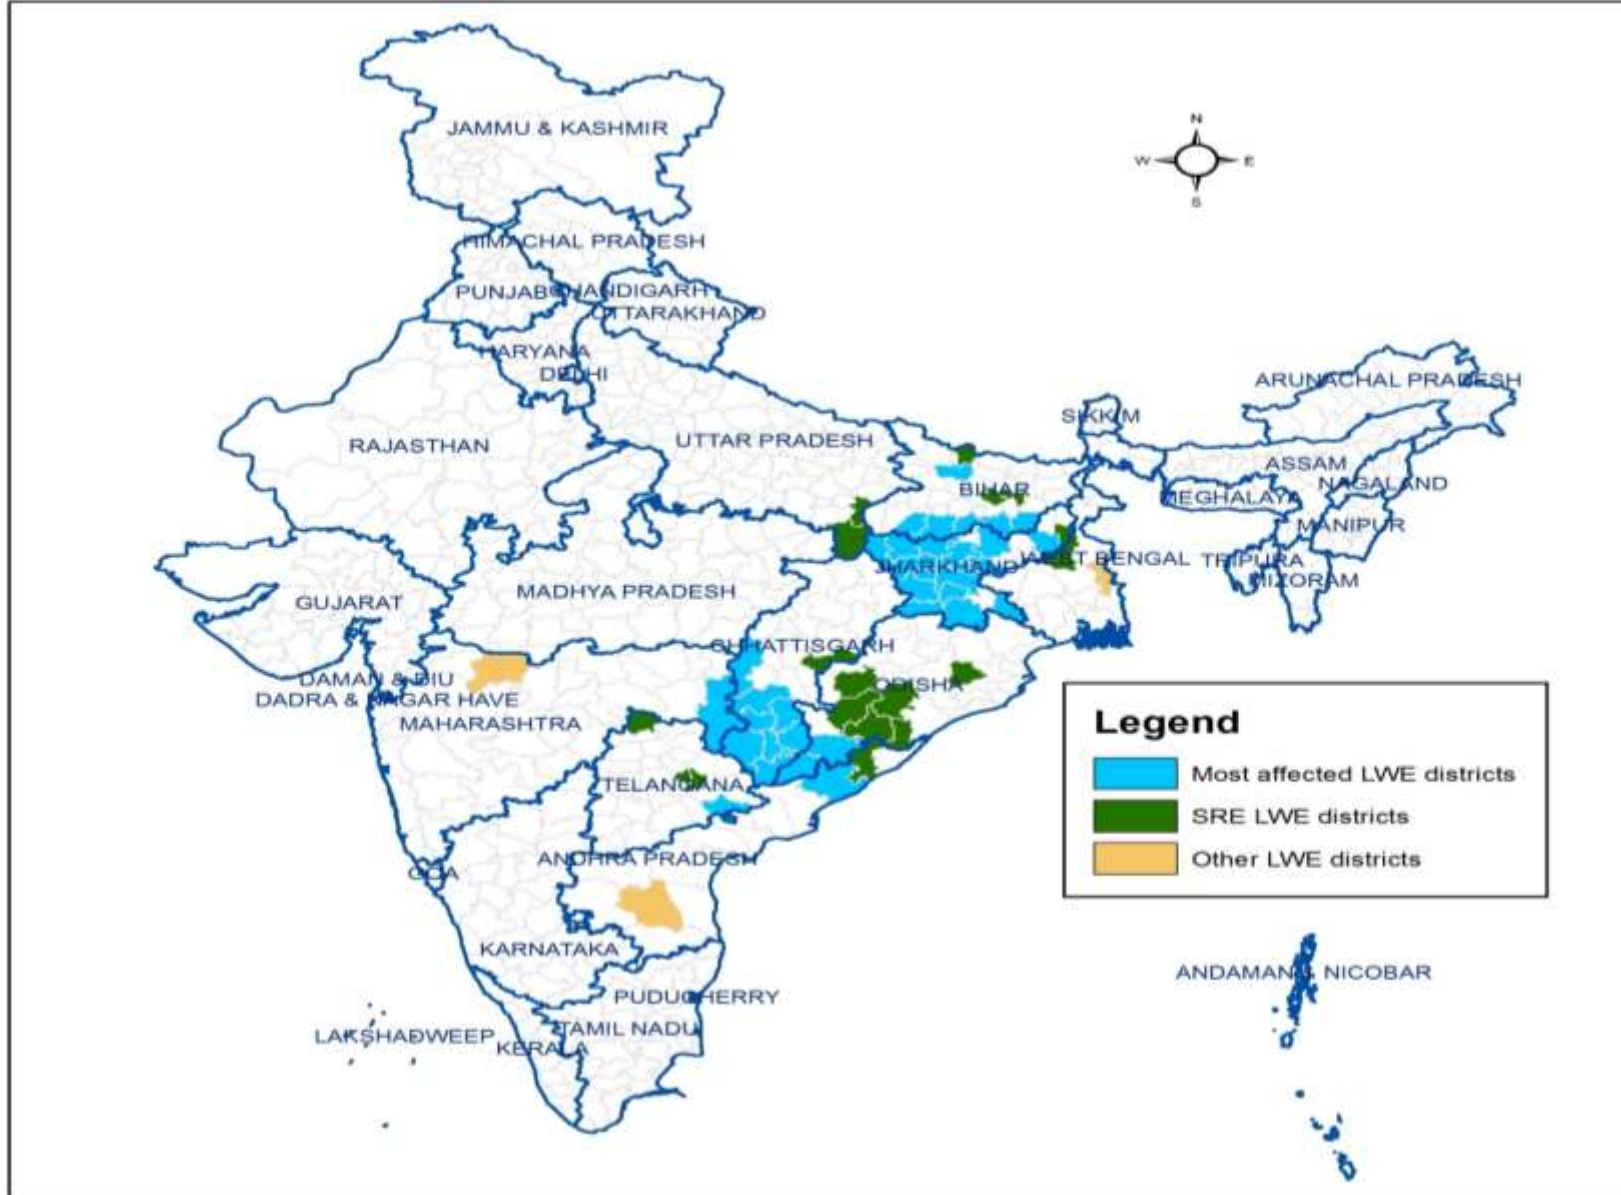 JAMMU & KASHMIR
N
W
E
S
HIMACHAL PRADESH
PUNJAB
CHANDIGARH
UTTARAKHAND
HARYANA
DELHI
ARUNACHAL PRADESH
SIKKIM
RAJASTHAN
UTTAR PRADESH
ASSAM
BIHAR
NAGALAND
MEGHALAYA
MANIPUR
JHARKHAND
WEST BENGAL
TRIPURA
MIZORAM
MADHYA PRADESH
GUJARAT
CHHATTISGARH
DAMAN & DIU
ODISHA
DADRA & NAGAR HAVE
MAHARASHTRA
Legend
Most affected LWE districts
SRE LWE districts
Other LWE districts
TELANGANA
ANDHRA PRADESH
GOA
KARNATAKA
ANDAMAN & NICOBAR
PUDUCHERRY
LAKSHADWEEP
TAMIL NADU
KERALA